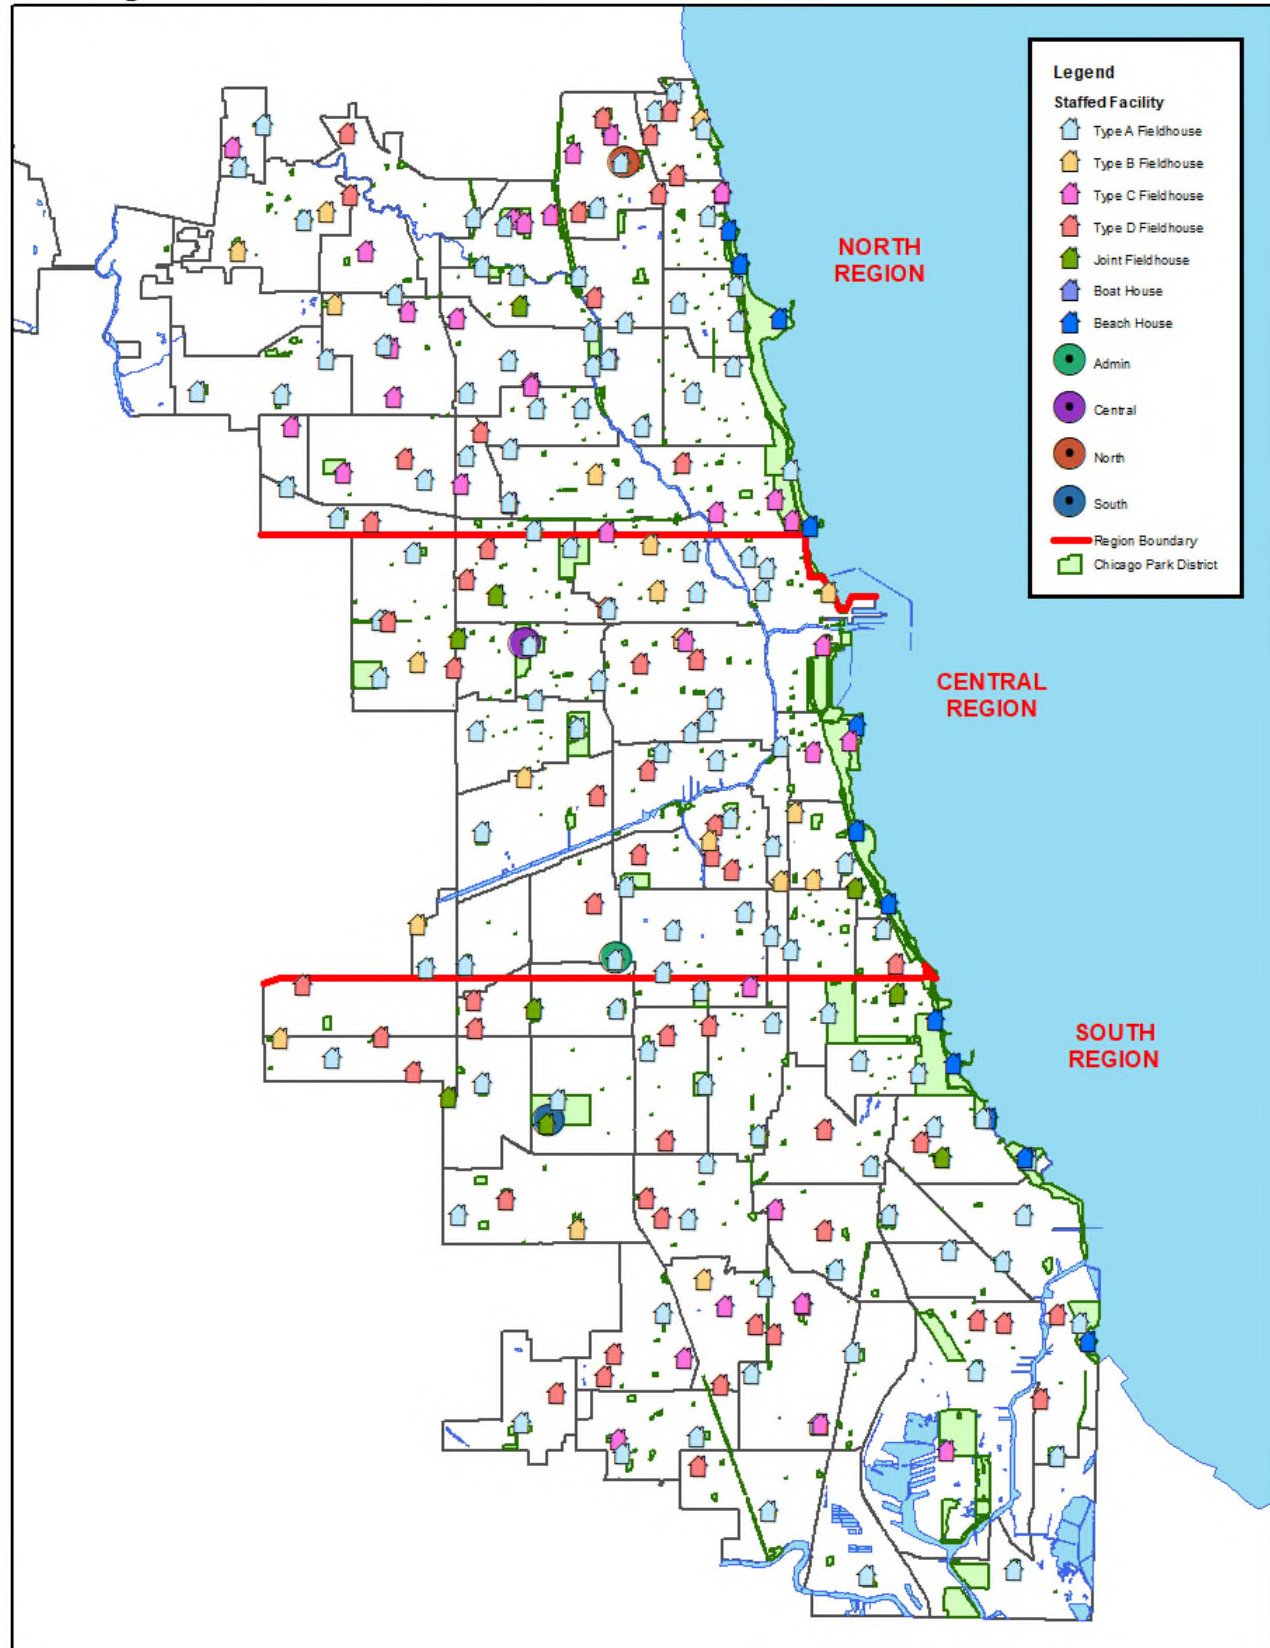 Legend
Staffed Facility
Type A Fieldhouse
Type B Fieldhouse
Type C Fieldhouse
Type D Fieldhouse
Joint Fieldhouse
Boat House
Beach House
Admin
Central
North
South
Region Boundary
Chicago Park District
NORTH
REGION
CENTRAL
REGION
SOUTH
REGION